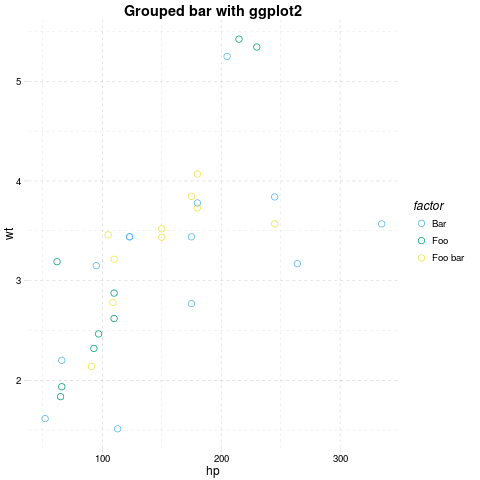 Grouped bar with ggplot2
5
4
3
2
wt
100
200
300
hp
factor
Bar
Foo
Foo bar